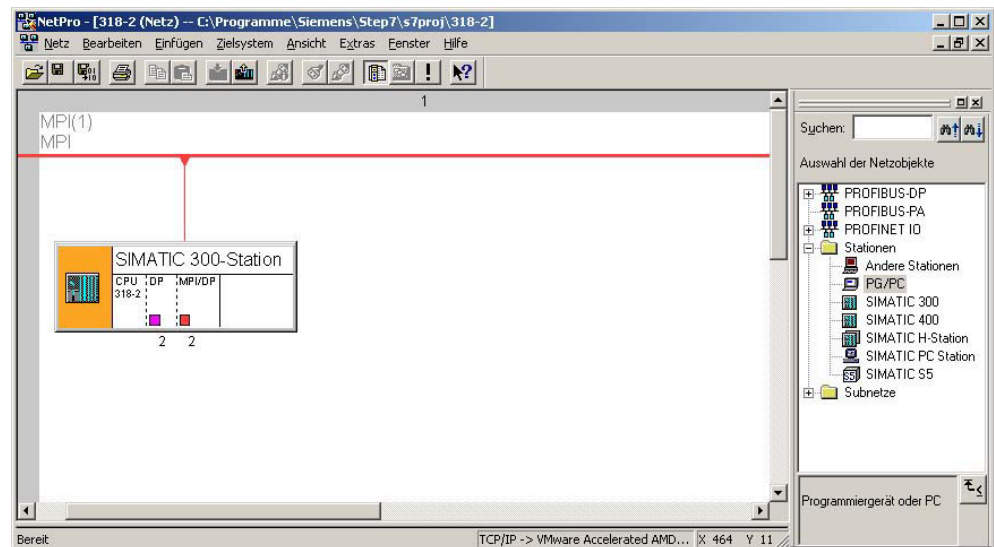 NetPro - [318-2 (Netz) -- C:\Programme\Siemens\Step7\s7proj\318-2]
Netz Bearbeiten Einfügen Zielsystem Ansicht Extras Fenster Hilfe
1
MPI(1)
MPI
SIMATIC 300-Station
CPU 318-2 DP MPI/DP
2 2
Suchen:
Auswahl der Netzobjekte
PROFIBUS-DP
PROFIBUS-PA
PROFINET IO
Stationen
Andere Stationen
PG/PC
SIMATIC 300
SIMATIC 400
SIMATIC H-Station
SIMATIC PC Station
S5 SIMATIC S5
Subnetze
Programmiergerät oder PC
Bereit
TCP/IP -> VMware Accelerated AMD... X 464 Y 11